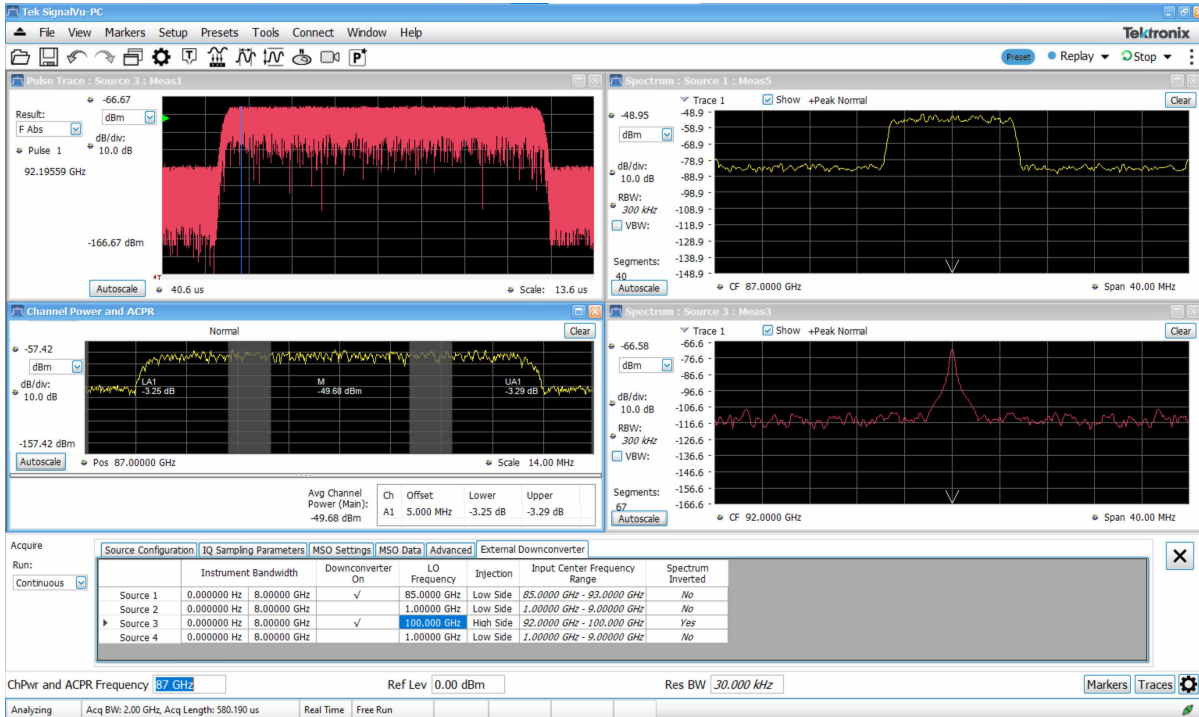 Tek SignalVu-PC
File View Markers Setup Presets Tools Connect Window Help
Tektronix
Preset Replay Stop
Pulse Trace : Source 3 : Meas1
Result:
F Abs
Pulse 1
92.19559 GHz
-66.67
dBm
dB/div:
10.0 dB
-166.67 dBm
Autoscale
T
40.6 us
Scale: 13.6 us
Spectrum : Source 1 : Meas5
Trace 1 Show +Peak Normal
Clear
-48.95
dBm
dB/div:
10.0 dB
RBW:
300 kHz
VBW:
Segments:
40
Autoscale
-48.9
-58.9
-68.9
-78.9
-88.9
-98.9
-108.9
-118.9
-128.9
-138.9
-148.9
CF 87.0000 GHz
Span 40.00 MHz
Channel Power and ACPR
Normal
Clear
-57.42
dBm
dB/div:
10.0 dB
-157.42 dBm
Autoscale
LA1
-3.25 dB
M
-49.68 dBm
UA1
-3.29 dB
Pos 87.00000 GHz
Scale 14.00 MHz
Avg Channel
Power (Main):
-49.68 dBm
Ch Offset Lower Upper
A1 5.000 MHz -3.25 dB -3.29 dB
Spectrum : Source 3 : Meas3
Trace 1 Show +Peak Normal
Clear
-66.58
dBm
dB/div:
10.0 dB
RBW:
300 kHz
VBW:
Segments:
67
Autoscale
-66.6
-76.6
-86.6
-96.6
-106.6
-116.6
-126.6
-136.6
-146.6
-156.6
-166.6
CF 92.0000 GHz
Span 40.00 MHz
Acquire
Run:
Continuous
Source Configuration IQ Sampling Parameters MSO Settings MSO Data Advanced External Downconverter
Instrument Bandwidth Downconverter On LO Frequency Injection Input Center Frequency Range Spectrum Inverted
Source 1 0.000000 Hz 8.00000 GHz √ 85.0000 GHz Low Side 85.0000 GHz - 93.0000 GHz No
Source 2 0.000000 Hz 8.00000 GHz 1.00000 GHz Low Side 1.00000 GHz - 9.00000 GHz No
Source 3 0.000000 Hz 8.00000 GHz √ 100.000 GHz High Side 92.0000 GHz - 100.000 GHz Yes
Source 4 0.000000 Hz 8.00000 GHz 1.00000 GHz Low Side 1.00000 GHz - 9.00000 GHz No
ChPwr and ACPR Frequency 87 GHz Ref Lev 0.00 dBm Res BW 30.000 kHz Markers Traces
Analyzing Acq BW: 2.00 GHz, Acq Length: 580.190 us Real Time Free Run